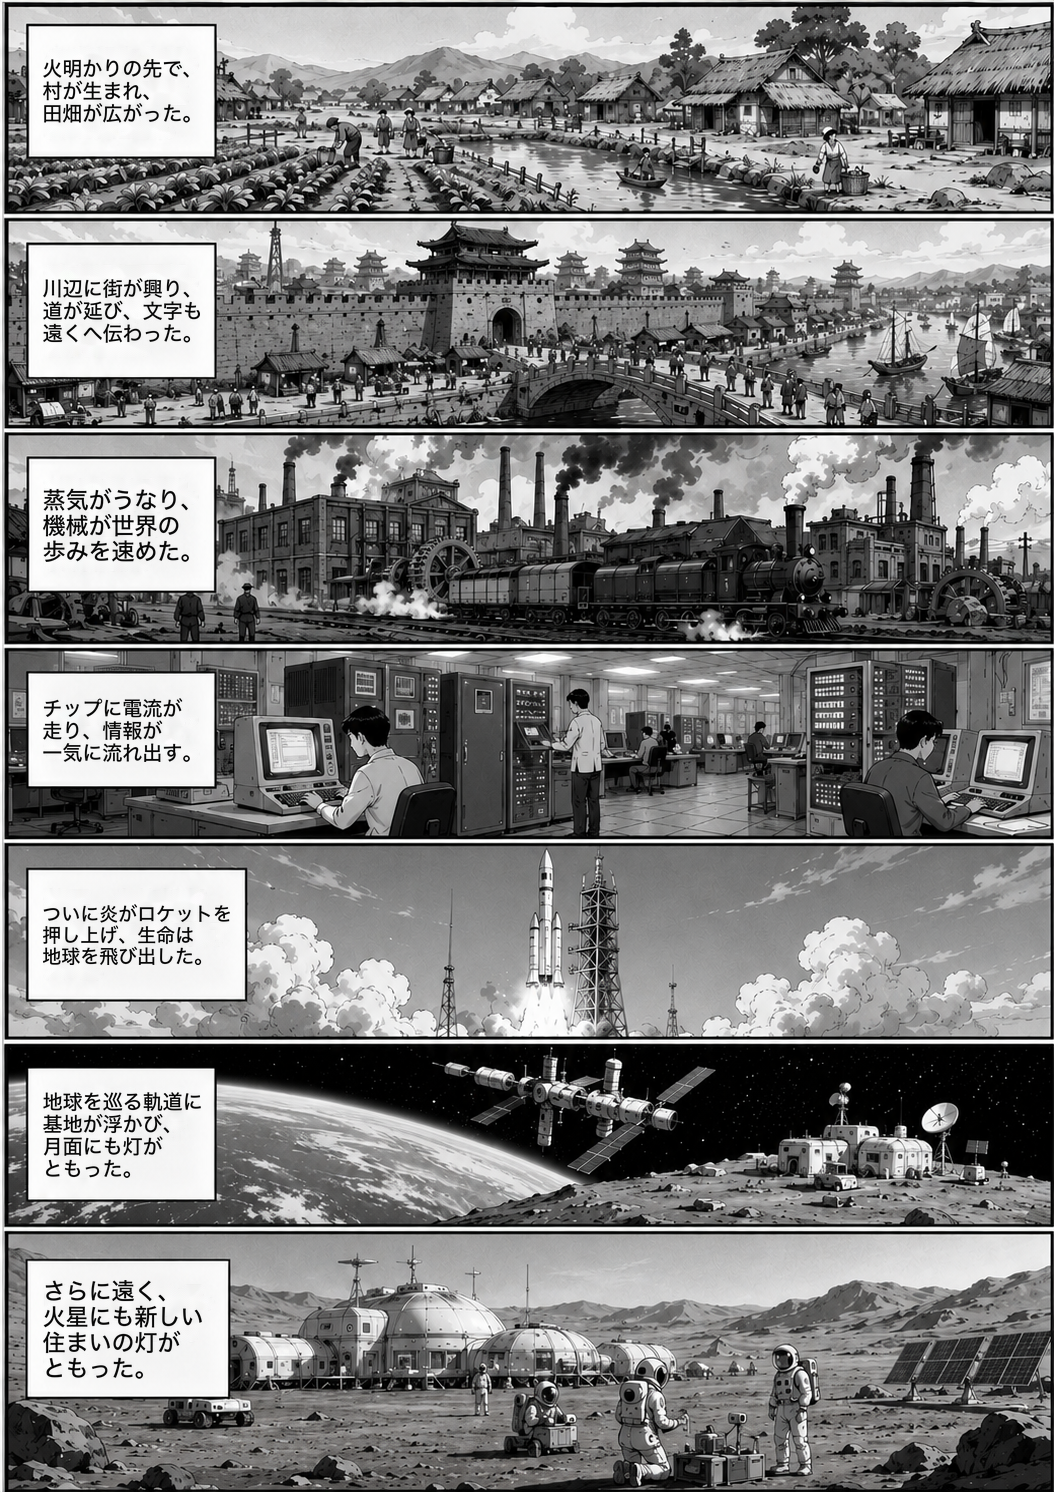 火明かりの先で、
村が生まれ、
田畑が広がった。
川辺に街が興り、
道が延び、文字も
遠くへ伝わった。
蒸気がうなり、
機械が世界の
歩みを速めた。
チップに電流が
走り、情報が
一気に流れ出す。
ついに炎がロケットを
押し上げ、生命は
地球を飛び出した。
地球を巡る軌道に
基地が浮かび、
月面にも灯が
ともった。
さらに遠く、
火星にも新しい
住まいの灯が
ともった。